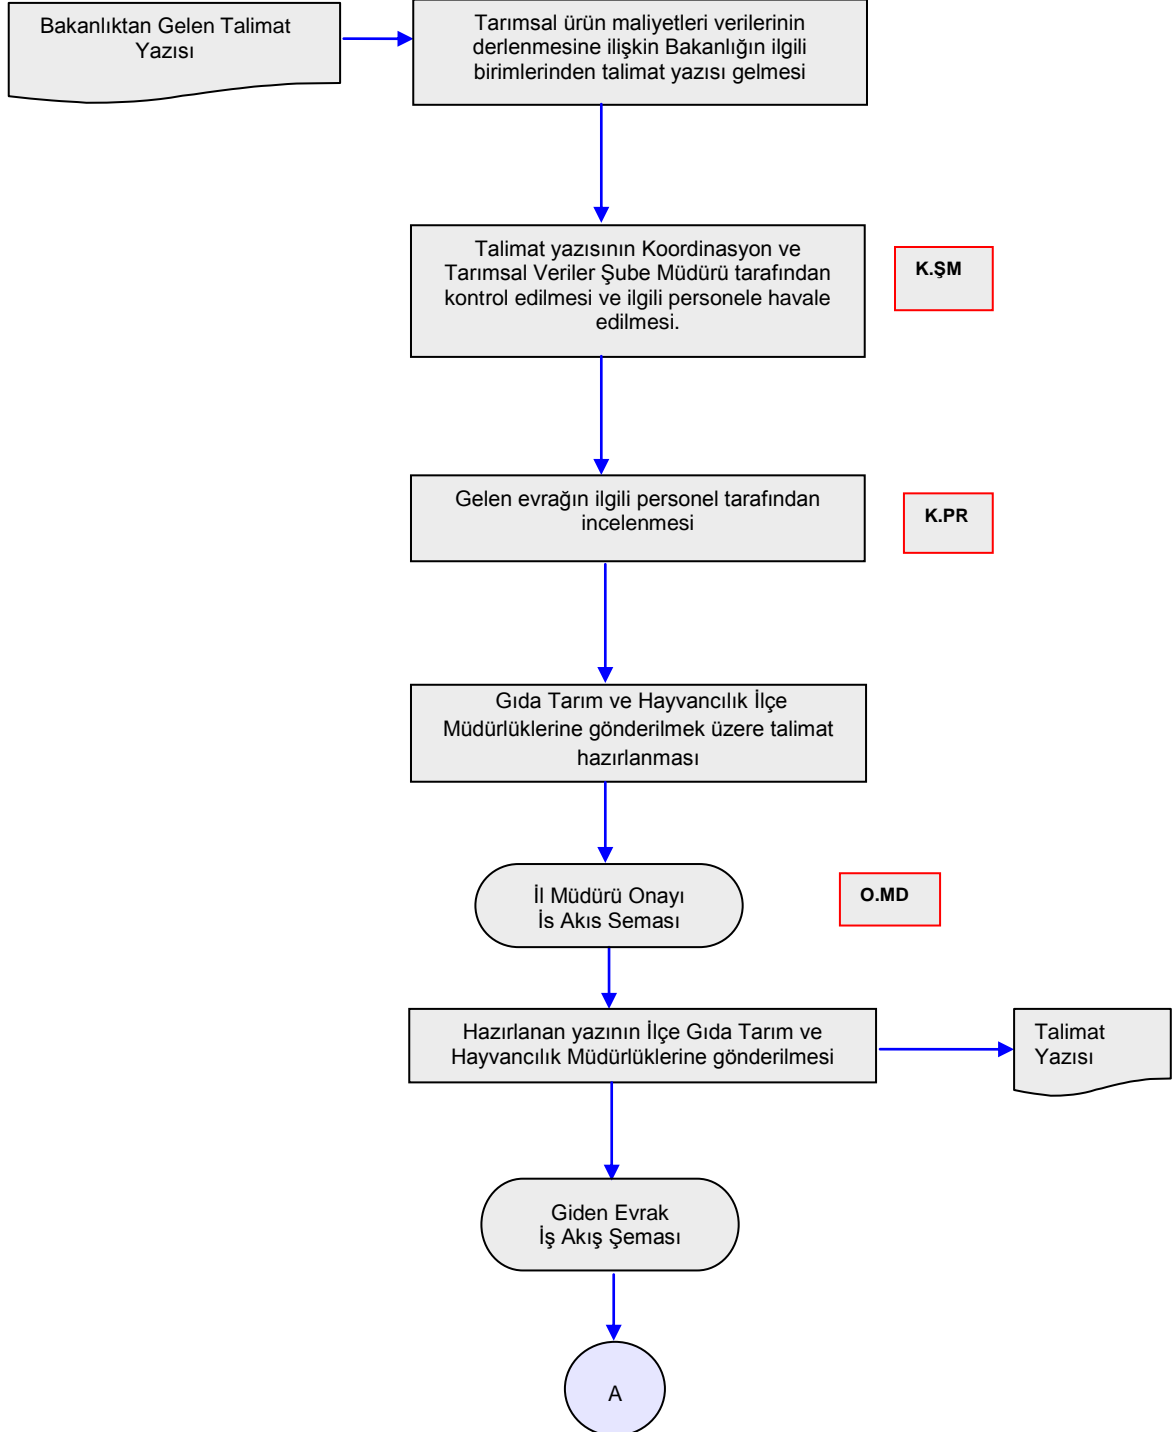 Bakanlıktan Gelen Talimat
Yazısı
Tarımsal ürün maliyetleri verilerinin
derlenmesine ilişkin Bakanlığın ilgili
birimlerinden talimat yazısı gelmesi
Talimat yazısının Koordinasyon ve
Tarımsal Veriler Şube Müdürü tarafından
kontrol edilmesi ve ilgili personele havale
edilmesi.
K.ŞM
Gelen evrağın ilgili personel tarafından
incelenmesi
K.PR
Gıda Tarım ve Hayvancılık İlçe
Müdürlüklerine gönderilmek üzere talimat
hazırlanması
İl Müdürü Onayı
İs Akıs Seması
O.MD
Hazırlanan yazının İlçe Gıda Tarım ve
Hayvancılık Müdürlüklerine gönderilmesi
Talimat
Yazısı
Giden Evrak
İş Akış Şeması
A